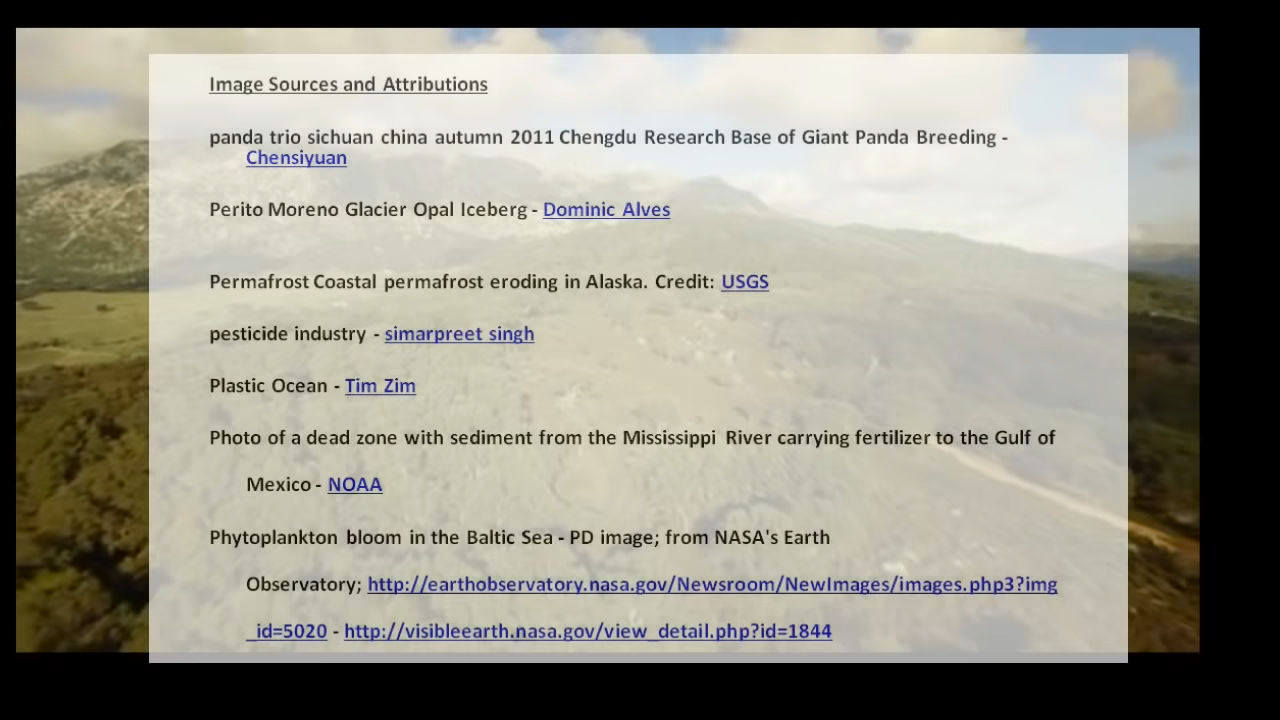 Image Sources and Attributions
panda trio sichuan china autumn 2011 Chengdu Research Base of Giant Panda Breeding -
Chensiyuan
Perito Moreno Glacier Opal Iceberg - Dominic Alves
Permafrost Coastal permafrost eroding in Alaska. Credit: USGS
pesticide industry - simarpreet singh
Plastic Ocean - Tim Zim
Photo of a dead zone with sediment from the Mississippi River carrying fertilizer to the Gulf of
Mexico - NOAA
Phytoplankton bloom in the Baltic Sea - PD image; from NASA's Earth
Observatory; http://earthobservatory.nasa.gov/Newsroom/NewImages/images.php3?img
_id=5020 - http://visibleearth.nasa.gov/view_detail.php?id=1844